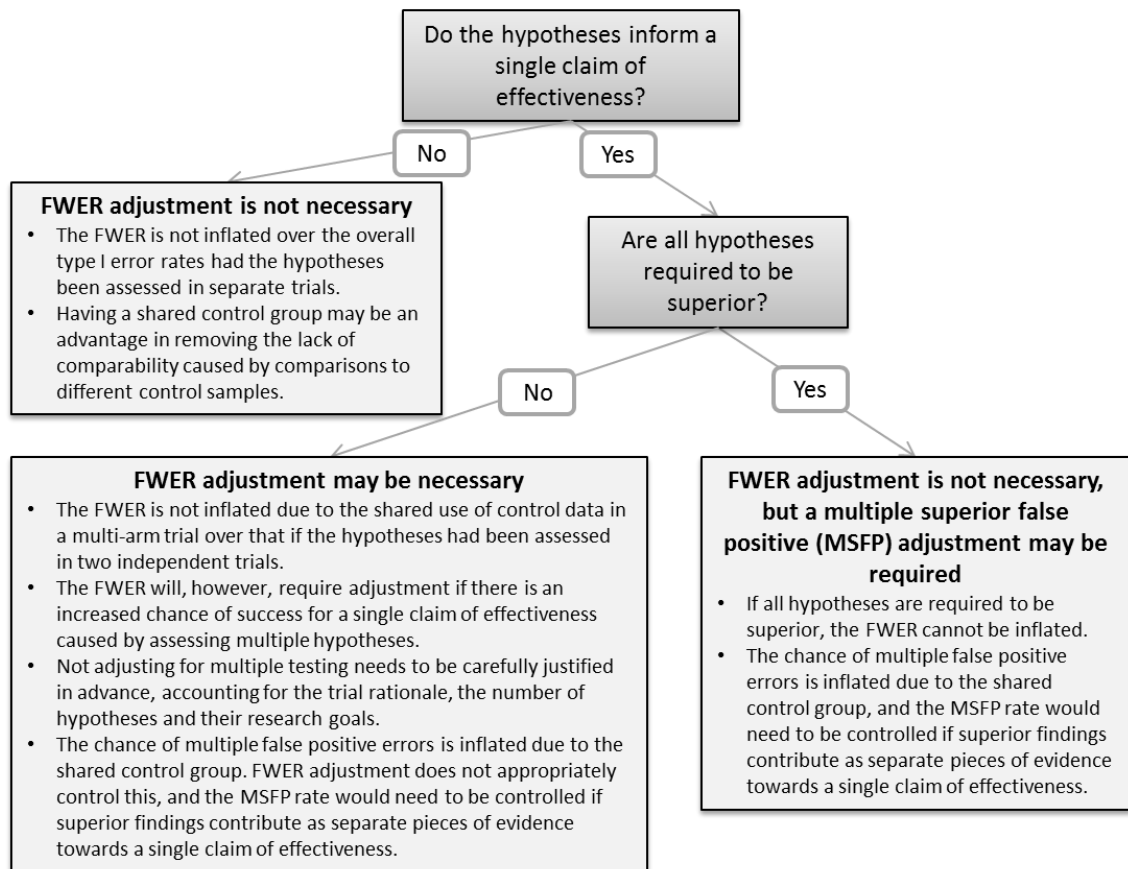 Do the hypotheses inform a
single claim of
effectiveness?
No
Yes
FWER adjustment is not necessary
• The FWER is not inflated over the overall
type I error rates had the hypotheses
been assessed in separate trials.
• Having a shared control group may be an
advantage in removing the lack of
comparability caused by comparisons to
different control samples.
Are all hypotheses
required to be
superior?
No
Yes
FWER adjustment may be necessary
• The FWER is not inflated due to the shared use of control data in
a multi-arm trial over that if the hypotheses had been assessed
in two independent trials.
• The FWER will, however, require adjustment if there is an
increased chance of success for a single claim of effectiveness
caused by assessing multiple hypotheses.
• Not adjusting for multiple testing needs to be carefully justified
in advance, accounting for the trial rationale, the number of
hypotheses and their research goals.
• The chance of multiple false positive errors is inflated due to the
shared control group. FWER adjustment does not appropriately
control this, and the MSFP rate would need to be controlled if
superior findings contribute as separate pieces of evidence
towards a single claim of effectiveness.
FWER adjustment is not necessary,
but a multiple superior false
positive (MSFP) adjustment may be
required
• If all hypotheses are required to be
superior, the FWER cannot be inflated.
• The chance of multiple false positive
errors is inflated due to the shared
control group, and the MSFP rate would
need to be controlled if superior findings
contribute as separate pieces of evidence
towards a single claim of effectiveness.